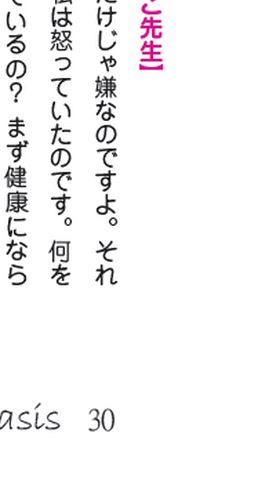 こ先生】
だけじゃ嫌なのですよ。それ
私は怒っていたのです。何を
ているの？ まず健康になら
asis 30